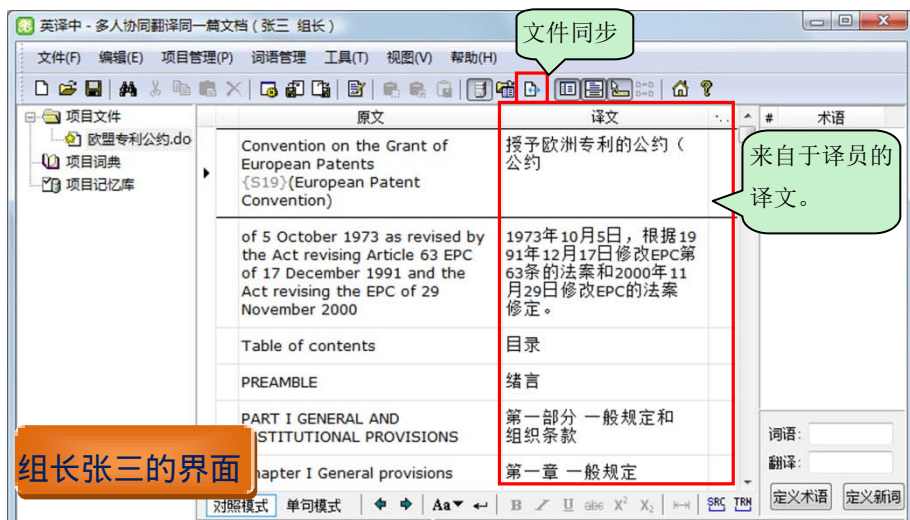 英译中 - 多人协同翻译同一篇文档 ( 张三 组长 )
文件同步
文件(F) 编辑(E) 项目管理(P) 词语管理 工具(T) 视图(V) 帮助(H)
项目文件
欧盟专利公约.do
项目词典
项目记忆库
原文
译文
# 术语
Convention on the Grant of
European Patents
{S19}(European Patent
Convention)
授予欧洲专利的公约（
公约
来自于译员的
译文。
of 5 October 1973 as revised by
the Act revising Article 63 EPC
of 17 December 1991 and the
Act revising the EPC of 29
November 2000
1973年10月5日，根据19
91年12月17日修改EPC第
63条的法案和2000年11
月29日修改EPC的法案
修定。
Table of contents
目录
PREAMBLE
绪言
PART I GENERAL AND
NSTITUTIONAL PROVISIONS
第一部分 一般规定和
组织条款
hapter I General provisions
第一章 一般规定
组长张三的界面
词语:
翻译:
定义术语 定义新词
对照模式 单句模式 Aa B I U abc X² X₂ SRC TRN